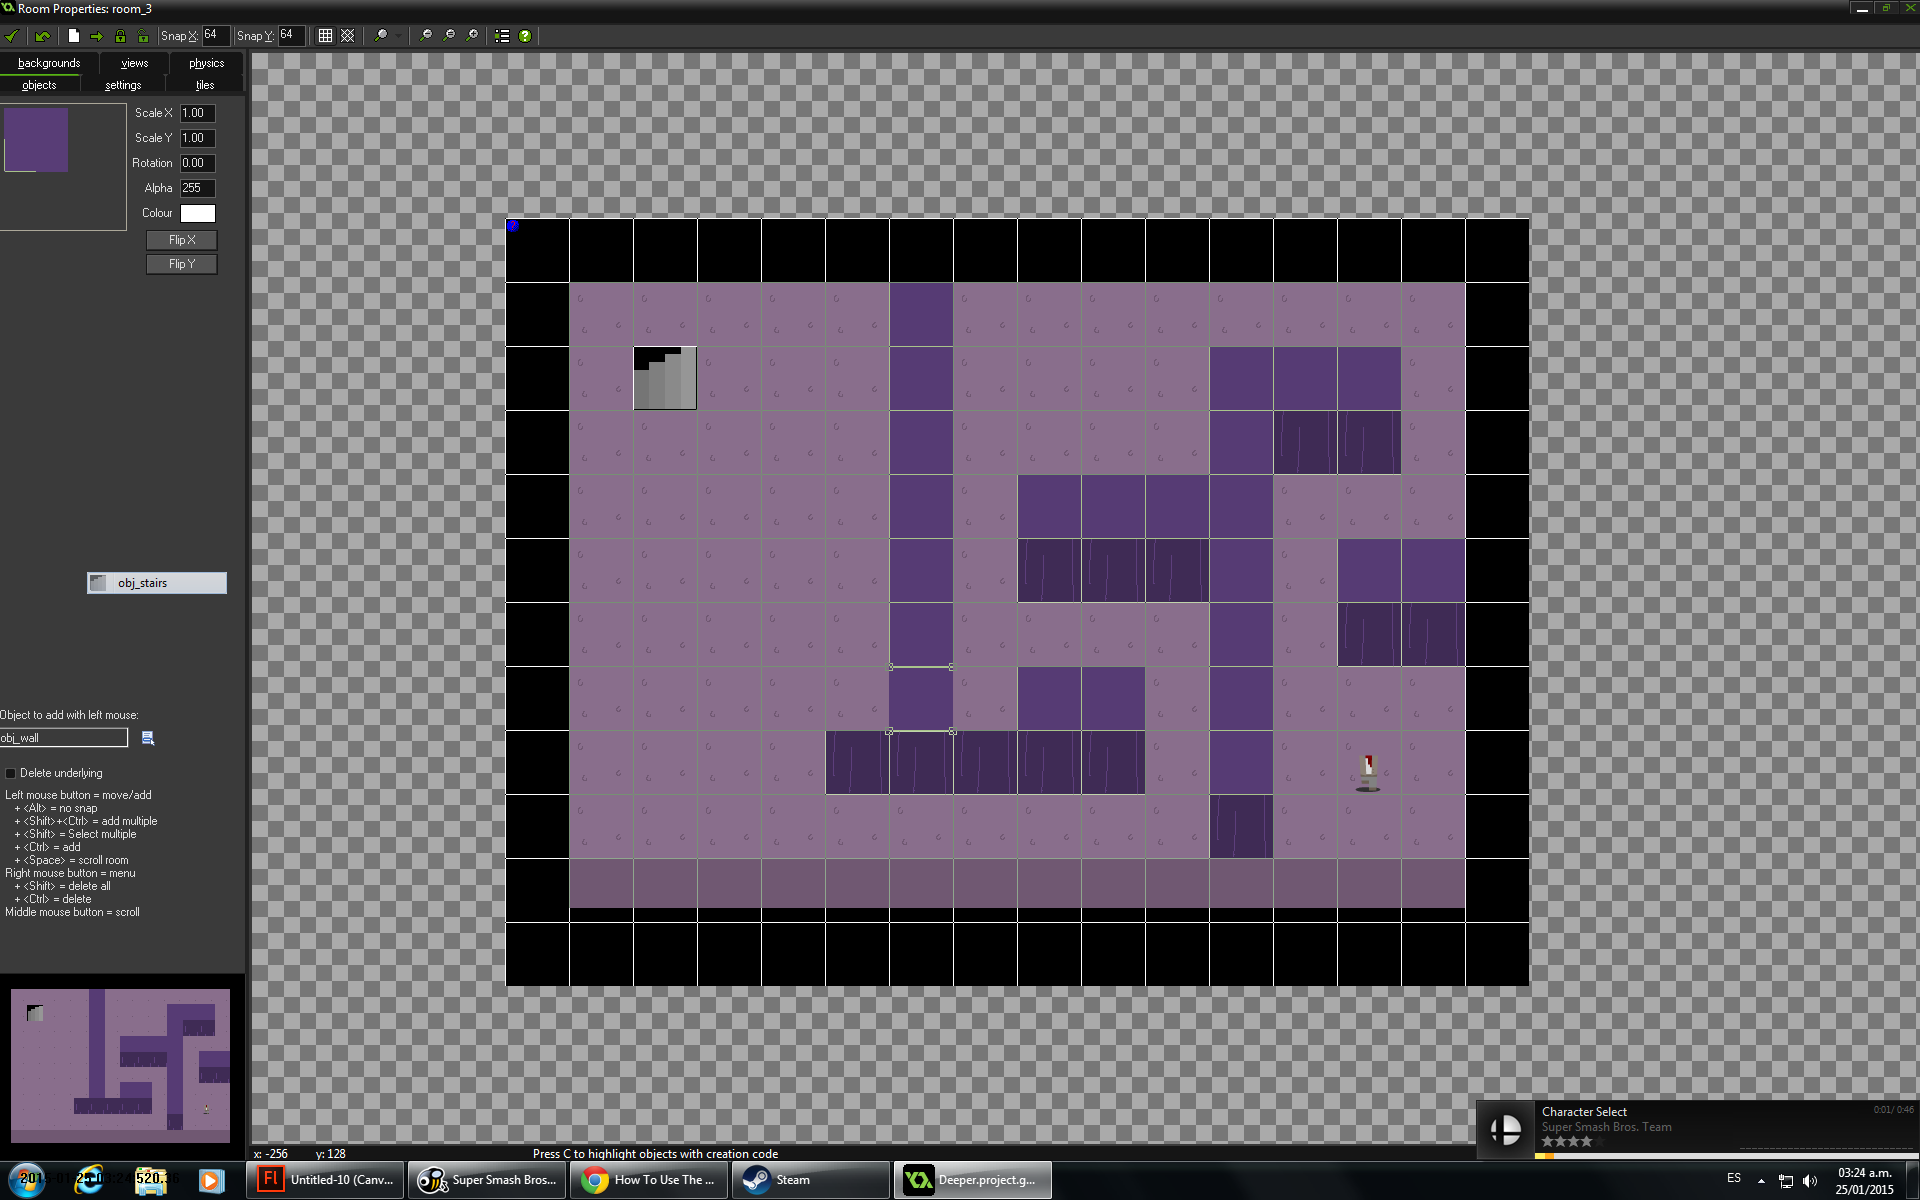 Room Properties: room_3
Snap X: 64 Snap Y: 64
backgrounds views physics
objects settings tiles
Scale X 1.00
Scale Y 1.00
Rotation 0.00
Alpha 255
Colour
Flip X
Flip Y
obj_stairs
Object to add with left mouse:
obj_wall
Delete underlying
Left mouse button = move/add
+ <Alt> = no snap
+ <Shift>+<Ctrl> = add multiple
+ <Shift> = Select multiple
+ <Ctrl> = add
+ <Space> = scroll room
Right mouse button = menu
+ <Shift> = delete all
+ <Ctrl> = delete
Middle mouse button = scroll
x: -256 y: 128 Press C to highlight objects with creation code
Character Select 0:01/ 0:46
Super Smash Bros. Team
Untitled-10 (Canv... Super Smash Bros... How To Use The ... Steam Deeper.project.g...
ES
03:24 a.m.
25/01/2015